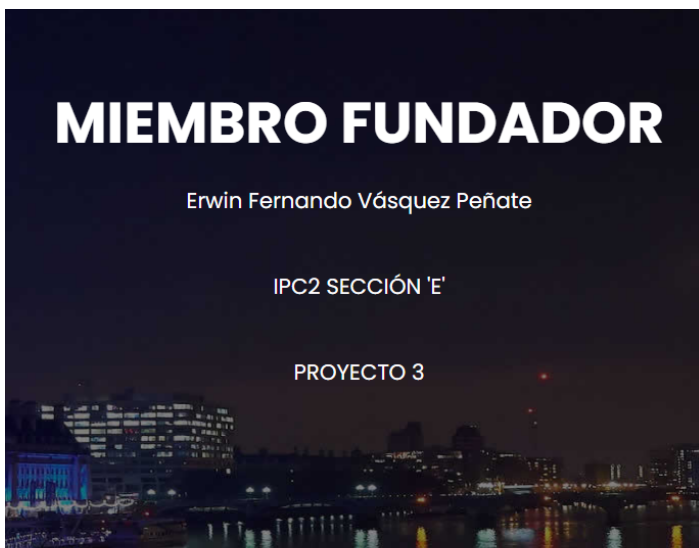 MIEMBRO FUNDADOR
Erwin Fernando Vásquez Peñate
IPC2 SECCIÓN 'E'
PROYECTO 3